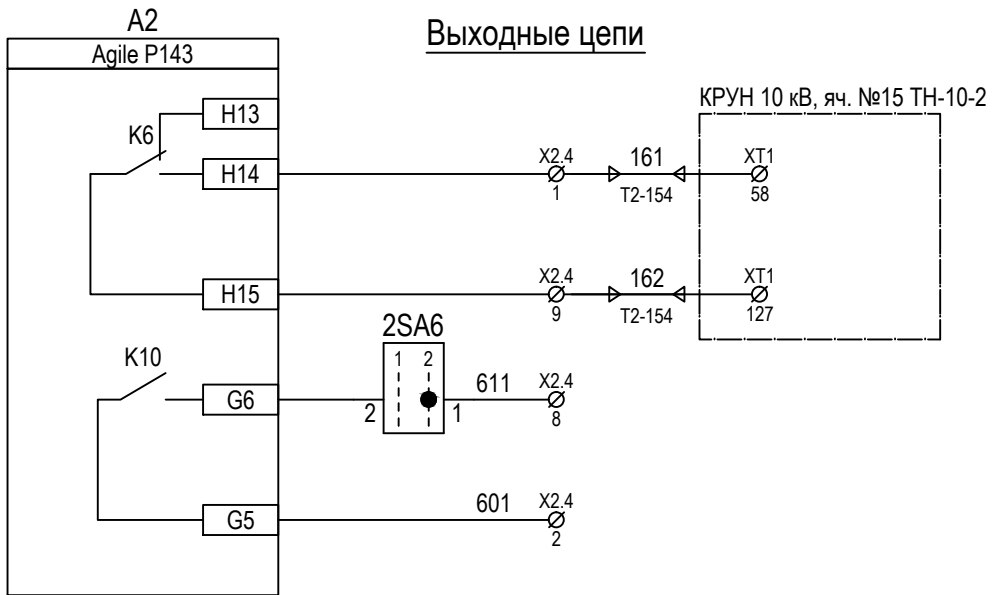 A2
Выходные цепи
Agile P143
КРУН 10 кВ, яч. №15 ТН-10-2
H13
K6
H14
X2.4
1
161
T2-154
XT1
58
H15
X2.4
9
162
T2-154
XT1
127
2SA6
K10
1 2
G6
2
1
611
X2.4
8
G5
601
X2.4
2